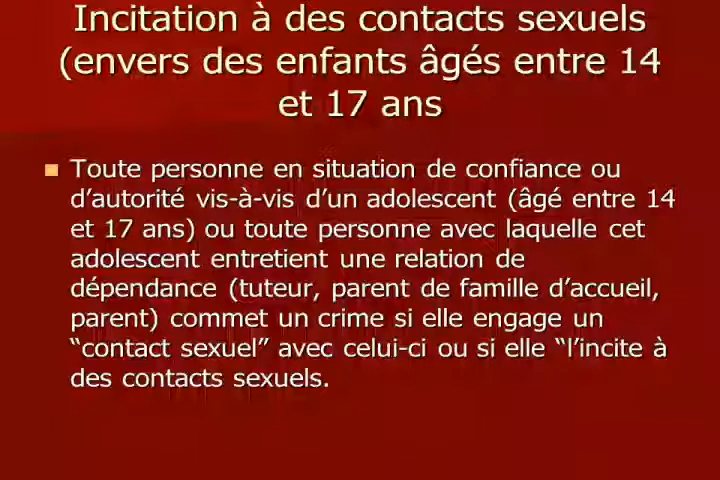 Incitation à des contacts sexuels
(envers des enfants âgés entre 14
et 17 ans
Toute personne en situation de confiance ou
d’autorité vis-à-vis d’un adolescent (âgé entre 14
et 17 ans) ou toute personne avec laquelle cet
adolescent entretient une relation de
dépendance (tuteur, parent de famille d’accueil,
parent) commet un crime si elle engage un
“contact sexuel” avec celui-ci ou si elle “l’incite à
des contacts sexuels.